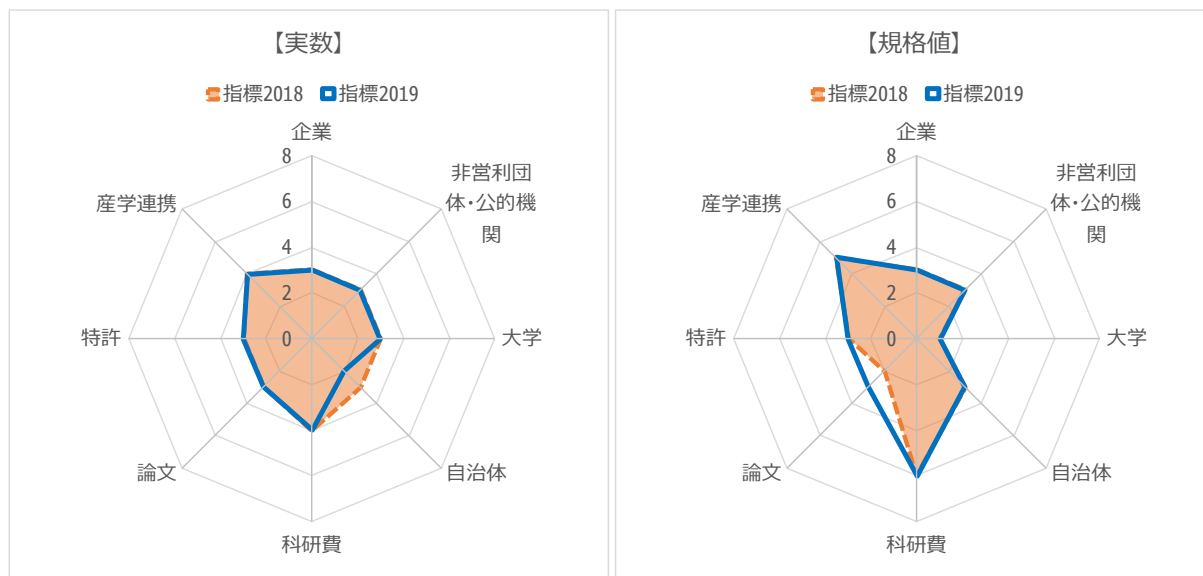 【実数】
指標2018 指標2019
企業
非営利団
体・公的機
関
大学
自治体
科研費
論文
特許
産学連携
8
6
4
2
0
【規格値】
指標2018 指標2019
企業
非営利団
体・公的機
関
大学
自治体
科研費
論文
特許
産学連携
8
6
4
2
0